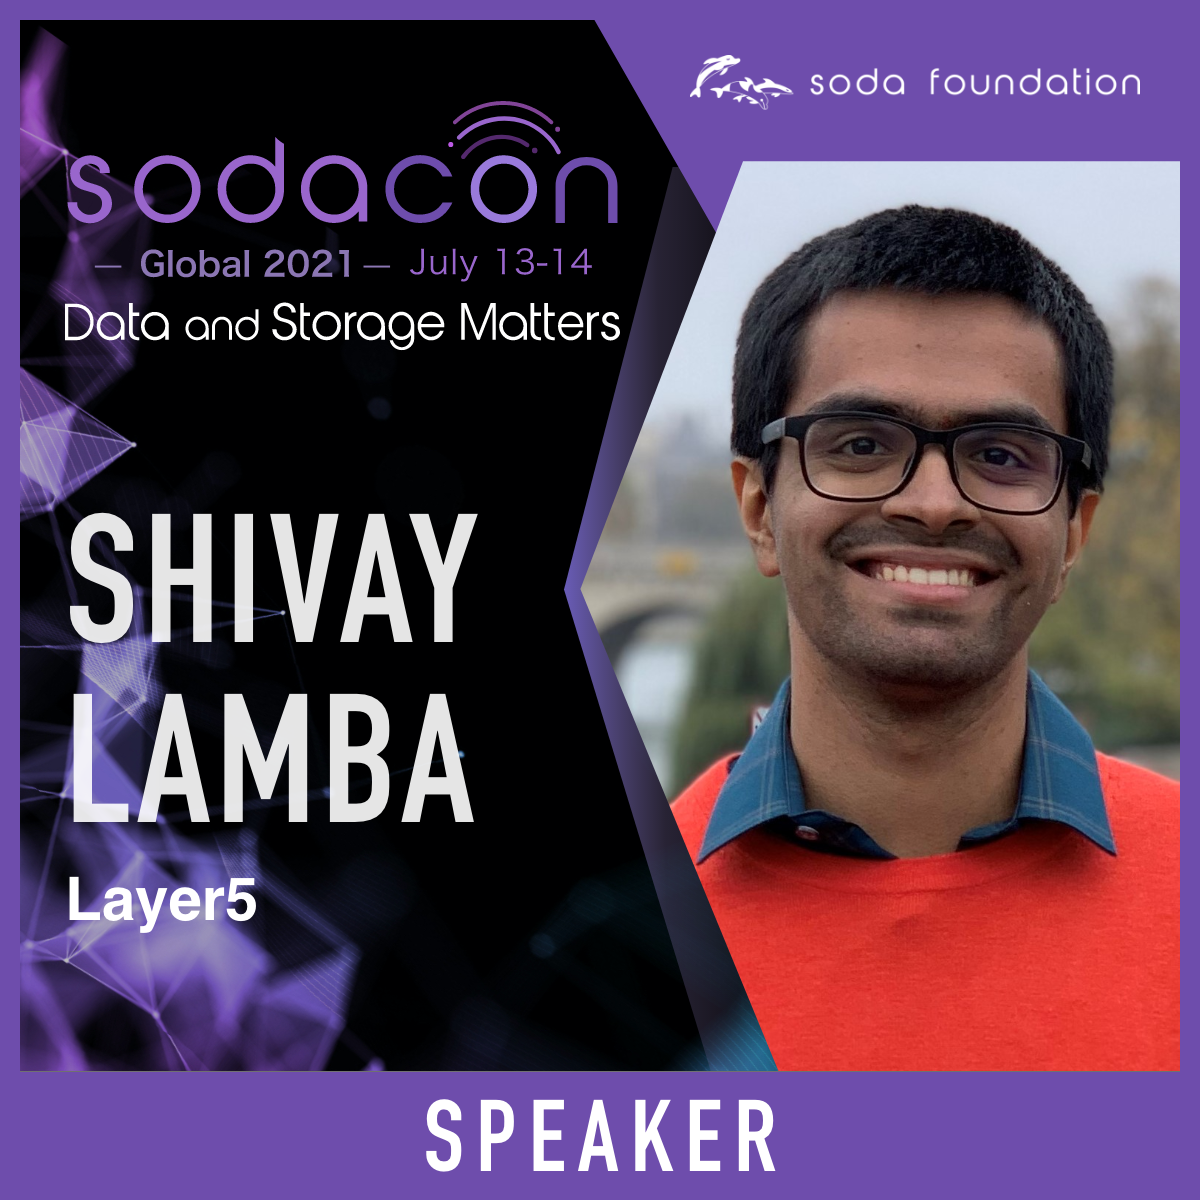 soda foundation
sodacon
— Global 2021 — July 13-14
Data and Storage Matters
SHIVAY
LAMBA
Layer5
SPEAKER